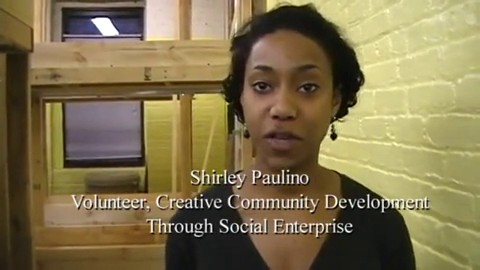 Shirley Paulino
Volunteer, Creative Community Development
Through Social Enterprise